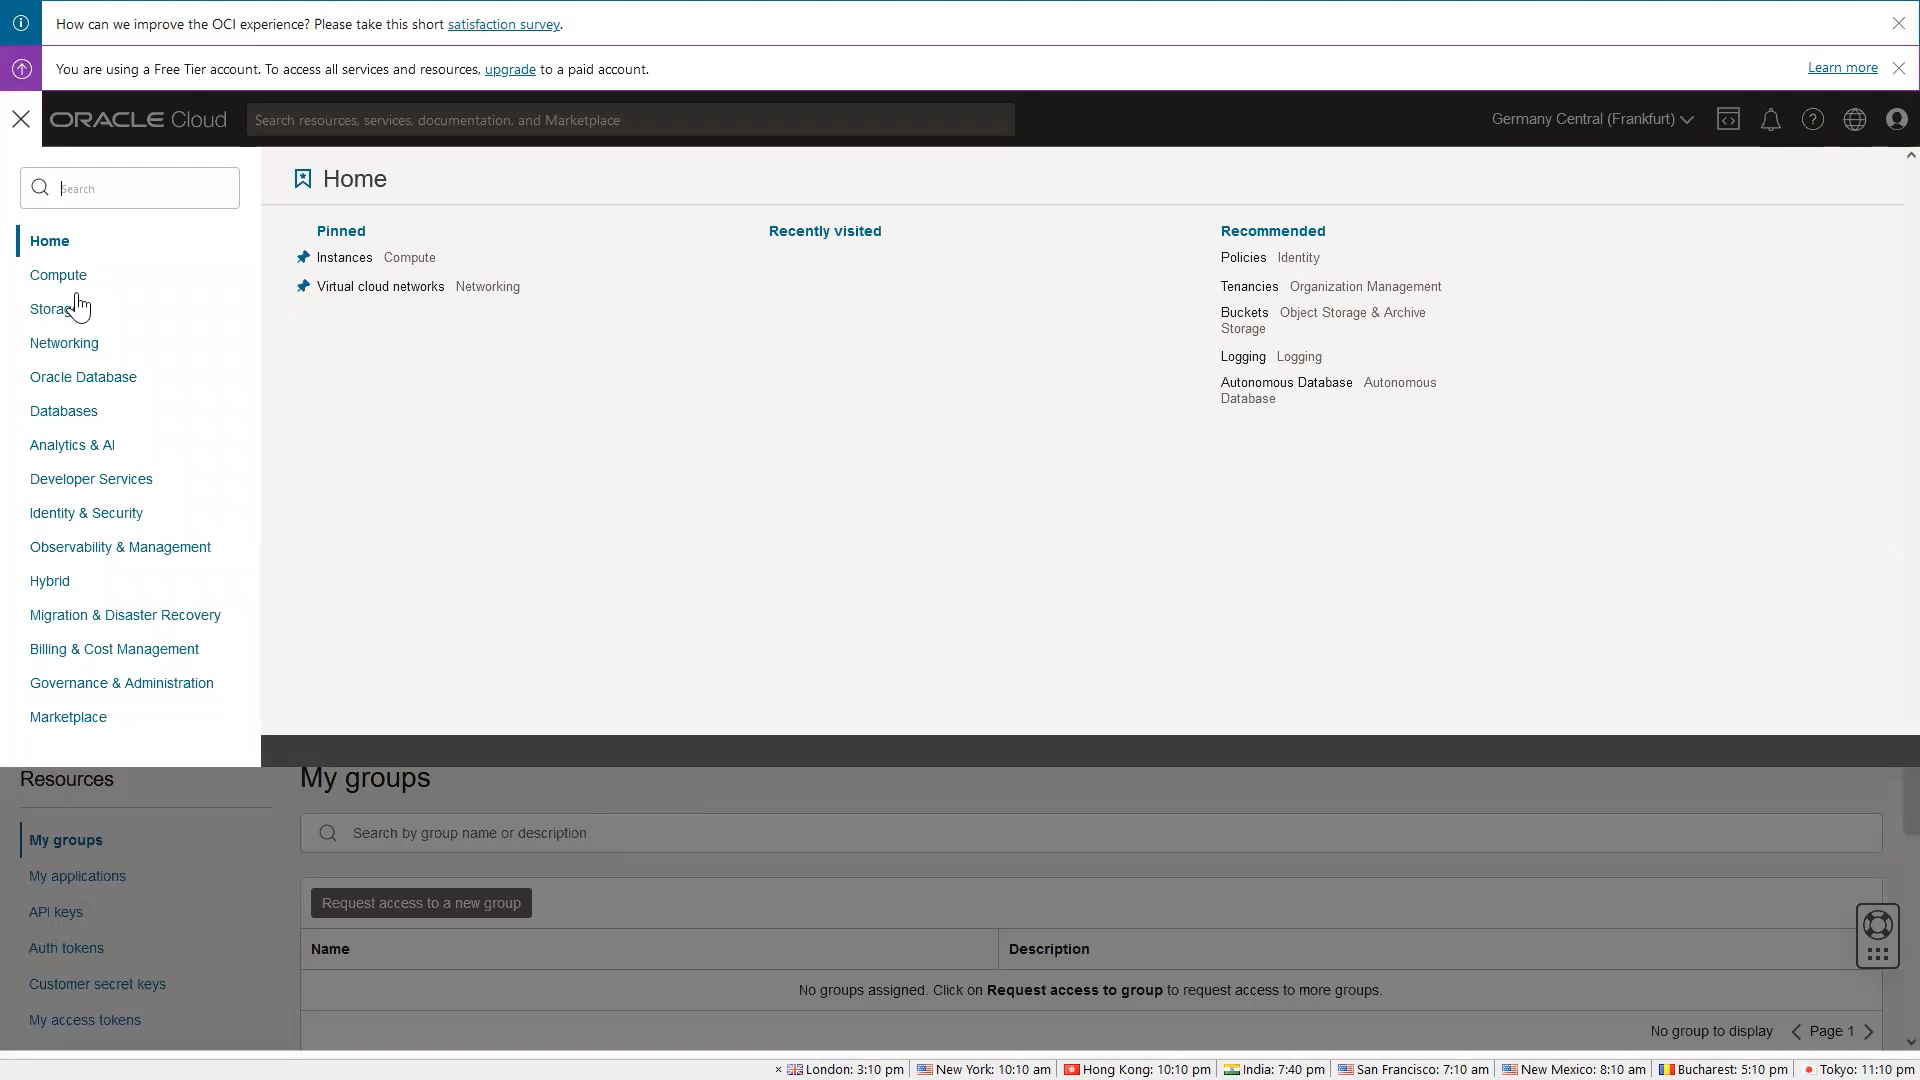 How can we improve the OCI experience? Please take this short satisfaction survey.
You are using a Free Tier account. To access all services and resources, upgrade to a paid account.
Learn more
ORACLE Cloud
Search resources, services, documentation, and Marketplace
Germany Central (Frankfurt)
Search
Home
Compute
Storage
Networking
Oracle Database
Databases
Analytics & AI
Developer Services
Identity & Security
Observability & Management
Hybrid
Migration & Disaster Recovery
Billing & Cost Management
Governance & Administration
Marketplace
Home
Pinned
Instances Compute
Virtual cloud networks Networking
Recently visited
Recommended
Policies Identity
Tenancies Organization Management
Buckets Object Storage & Archive
Storage
Logging Logging
Autonomous Database Autonomous
Database
Resources
My groups
My applications
API keys
Auth tokens
Customer secret keys
My access tokens
My groups
Search by group name or description
Request access to a new group
Name Description
No groups assigned. Click on Request access to group to request access to more groups.
No group to display Page 1
× London: 3:10 pm New York: 10:10 am Hong Kong: 10:10 pm India: 7:40 pm San Francisco: 7:10 am New Mexico: 8:10 am Bucharest: 5:10 pm Tokyo: 11:10 pm